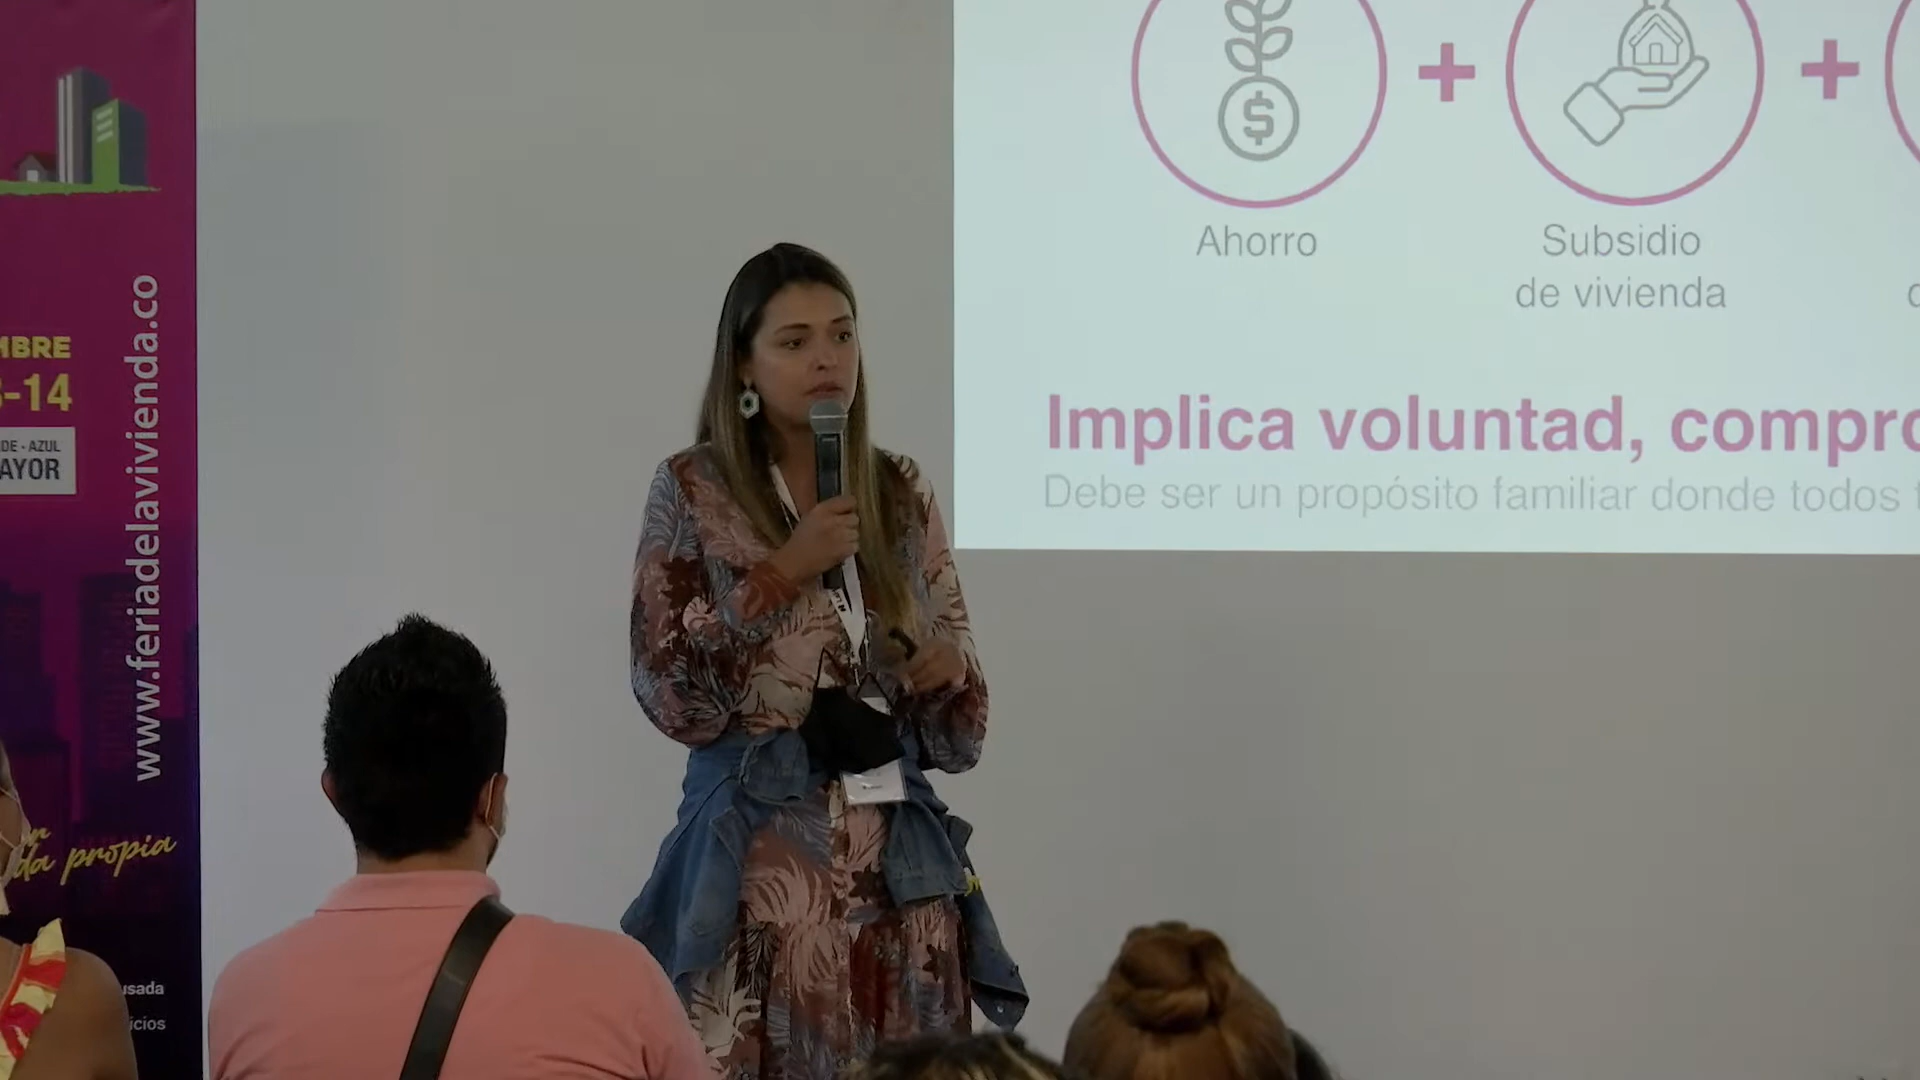 MBRE
-14
DE - AZUL
AYOR
www.feriadelavivienda.co
da propia
usada
icios
$
Ahorro
+
Subsidio
de vivienda
+
Implica voluntad, compro
Debe ser un propósito familiar donde todos